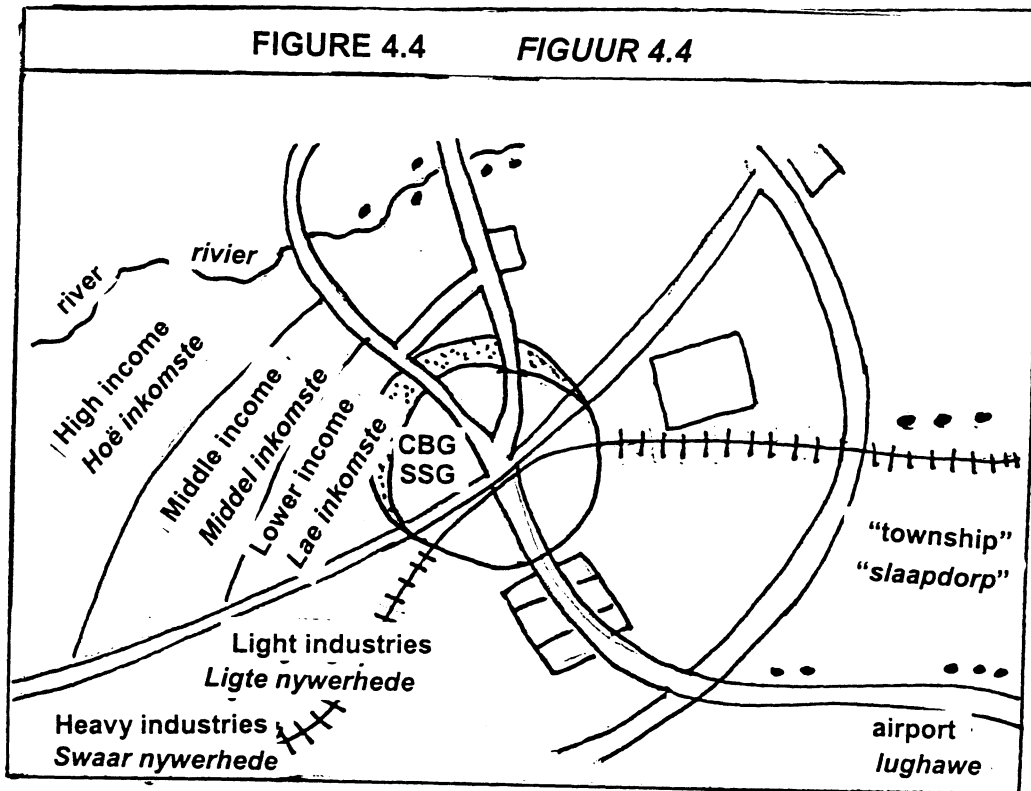 FIGURE 4.4 FIGUUR 4.4
river
rivier
High income
Hoë inkomste
Middle income
Middel inkomste
Lower income
Lae inkomste
CBG
SSG
"township"
"slaapdorp"
Light industries
Ligte nywerhede
Heavy industries
Swaar nywerhede
airport
lughawe